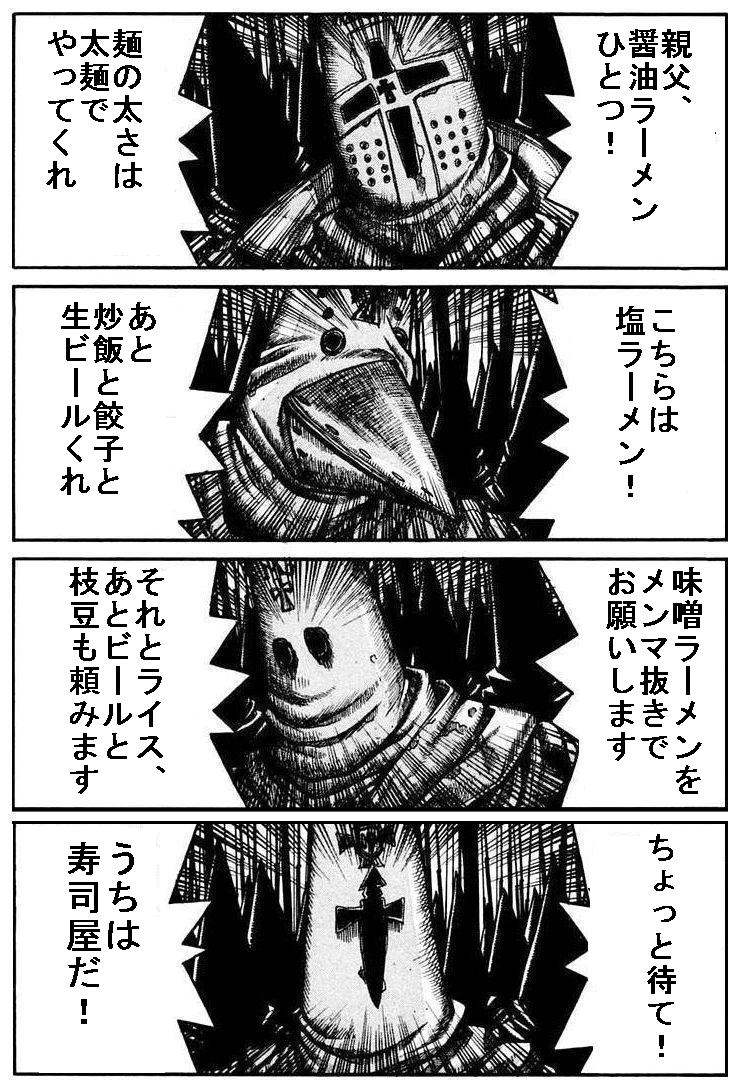 親父、
醤油ラーメン
ひとつ！
麺の太さは
太麺で
やってくれ
こちらは
塩ラーメン！
あと
炒飯と餃子と
生ビールくれ
味噌ラーメンを
メンマ抜きで
お願いします
それとライス、
あとビールと
枝豆も頼みます
ちょっと待て！
うちは
寿司屋だ！